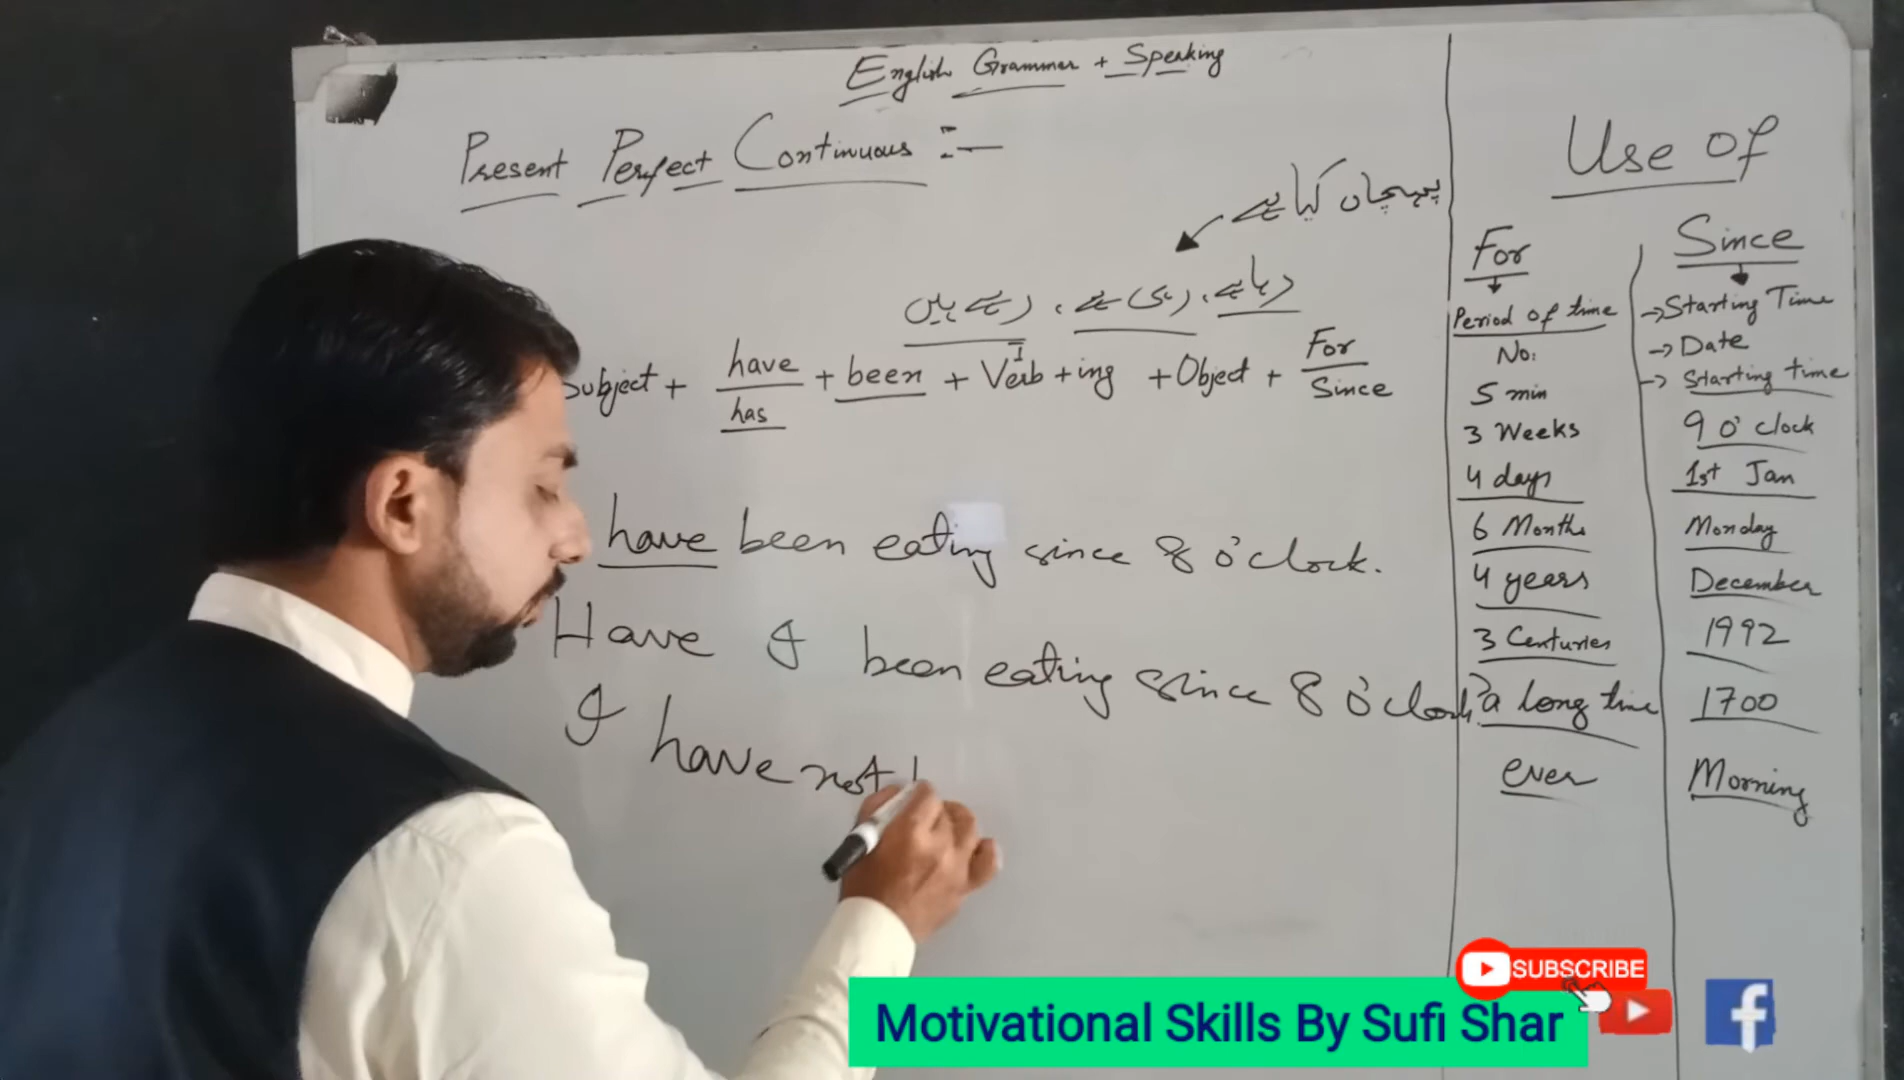 English Grammar + Speaking
Present Perfect Continuous :-
پہچان کیا ہے
رہا ہے، رہی ہے، رہے ہیں
Subject + have/has + been + Verb I + ing + Object + For/Since
have been eating since 8 o'clock.
Have I been eating since 8 o'clock?
I have not
Use Of
For
Period of time
No:
5 min
3 Weeks
4 days
6 Months
4 years
3 Centuries
a long time
ever
Since
→ Starting Time
→ Date
→ Starting time
9 o'clock
1st Jan
Monday
December
1992
1700
Morning
SUBSCRIBE
Motivational Skills By Sufi Shar
f